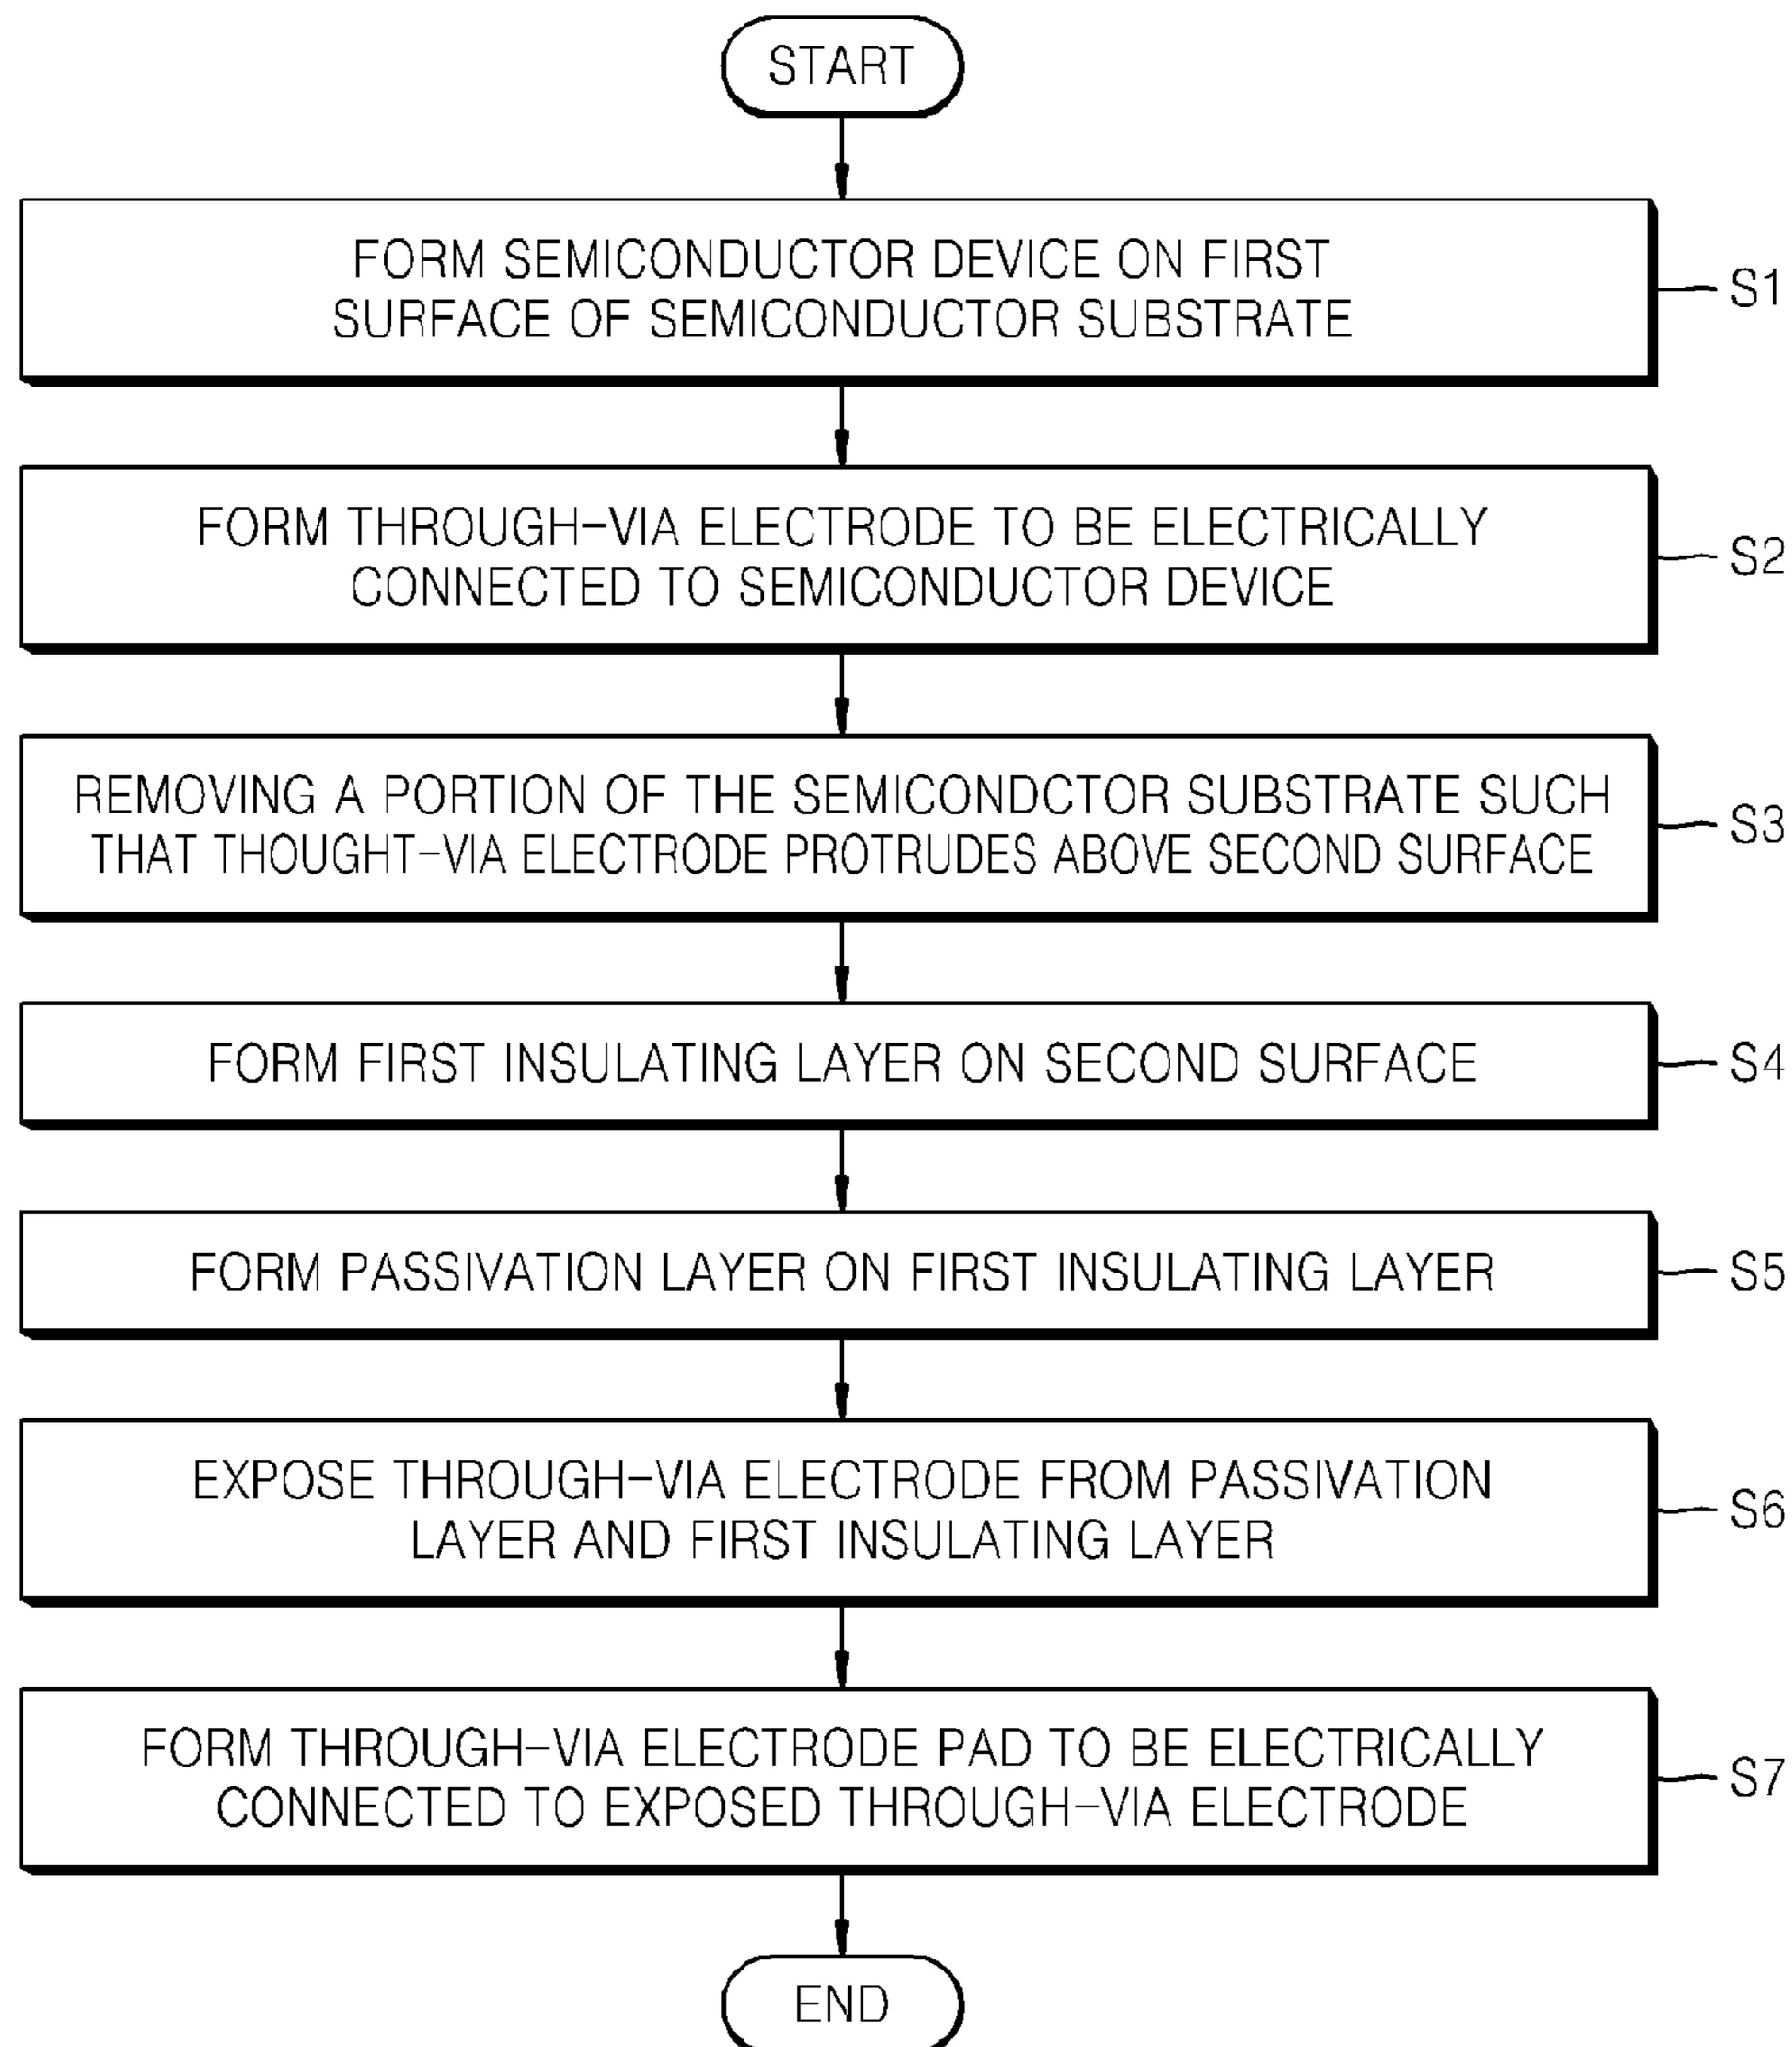 START
FORM SEMICONDUCTOR DEVICE ON FIRST
SURFACE OF SEMICONDUCTOR SUBSTRATE
S1
FORM THROUGH-VIA ELECTRODE TO BE ELECTRICALLY
CONNECTED TO SEMICONDUCTOR DEVICE
S2
REMOVING A PORTION OF THE SEMICONDCTOR SUBSTRATE SUCH
THAT THOUGHT-VIA ELECTRODE PROTRUDES ABOVE SECOND SURFACE
S3
FORM FIRST INSULATING LAYER ON SECOND SURFACE
S4
FORM PASSIVATION LAYER ON FIRST INSULATING LAYER
S5
EXPOSE THROUGH-VIA ELECTRODE FROM PASSIVATION
LAYER AND FIRST INSULATING LAYER
S6
FORM THROUGH-VIA ELECTRODE PAD TO BE ELECTRICALLY
CONNECTED TO EXPOSED THROUGH-VIA ELECTRODE
S7
END